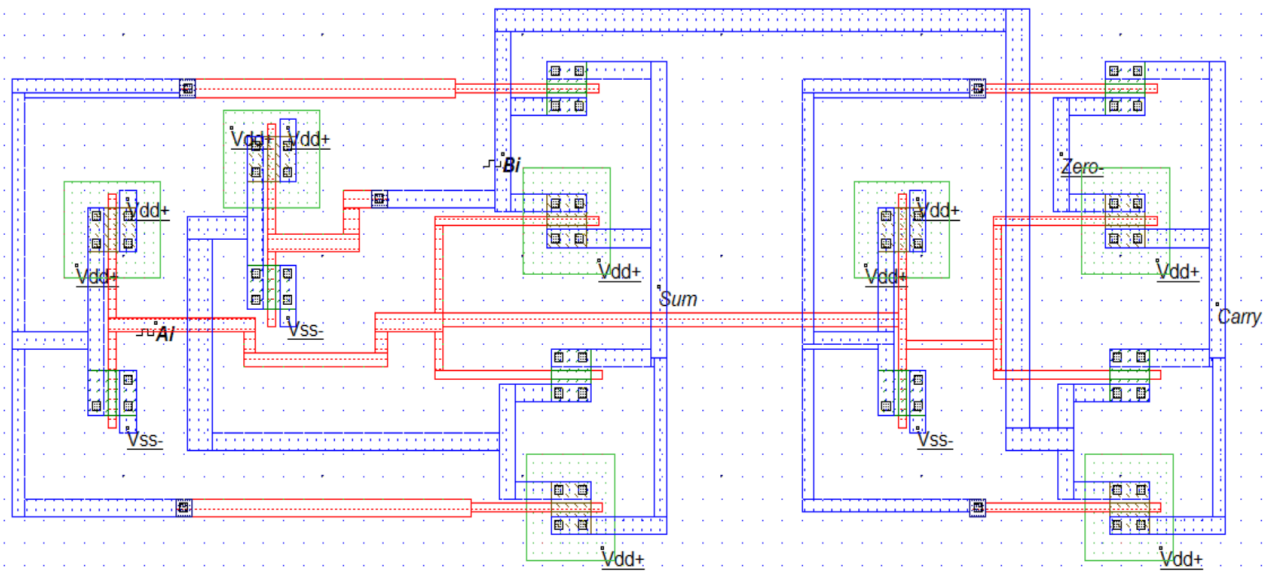 Vdd+ Vdd+
Bi
Zero-
Vdd+
Vdd+
Vdd+
Vdd+
Vdd+
Vdd+
Sum
Carry
AI
Vss-
Vss-
Vss-
Vdd+
Vdd+